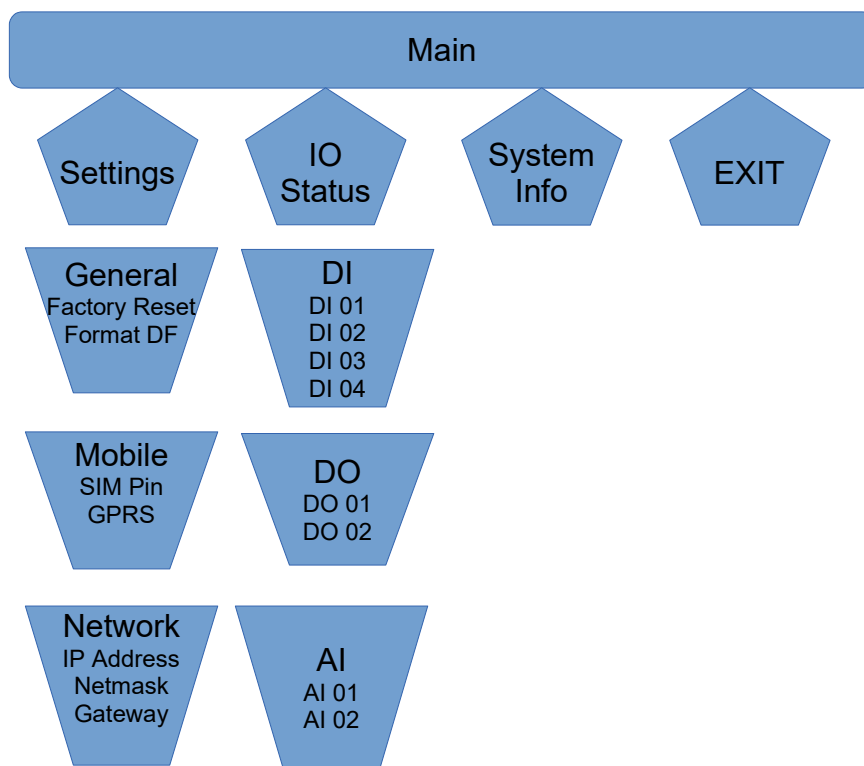 Main
Settings
IO
Status
System
Info
EXIT
General
Factory Reset
Format DF
DI
DI 01
DI 02
DI 03
DI 04
Mobile
SIM Pin
GPRS
DO
DO 01
DO 02
Network
IP Address
Netmask
Gateway
AI
AI 01
AI 02